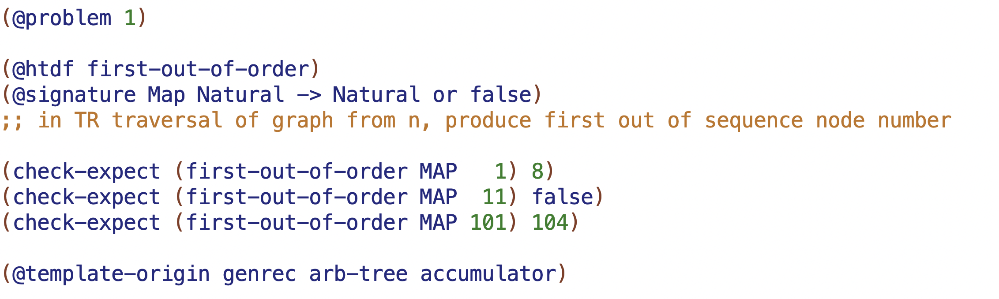 (@problem 1)
(@htdf first-out-of-order)
(@signature Map Natural -> Natural or false)
;; in TR traversal of graph from n, produce first out of sequence node number
(check-expect (first-out-of-order MAP   1) 8)
(check-expect (first-out-of-order MAP  11) false)
(check-expect (first-out-of-order MAP 101) 104)
(@template-origin genrec arb-tree accumulator)